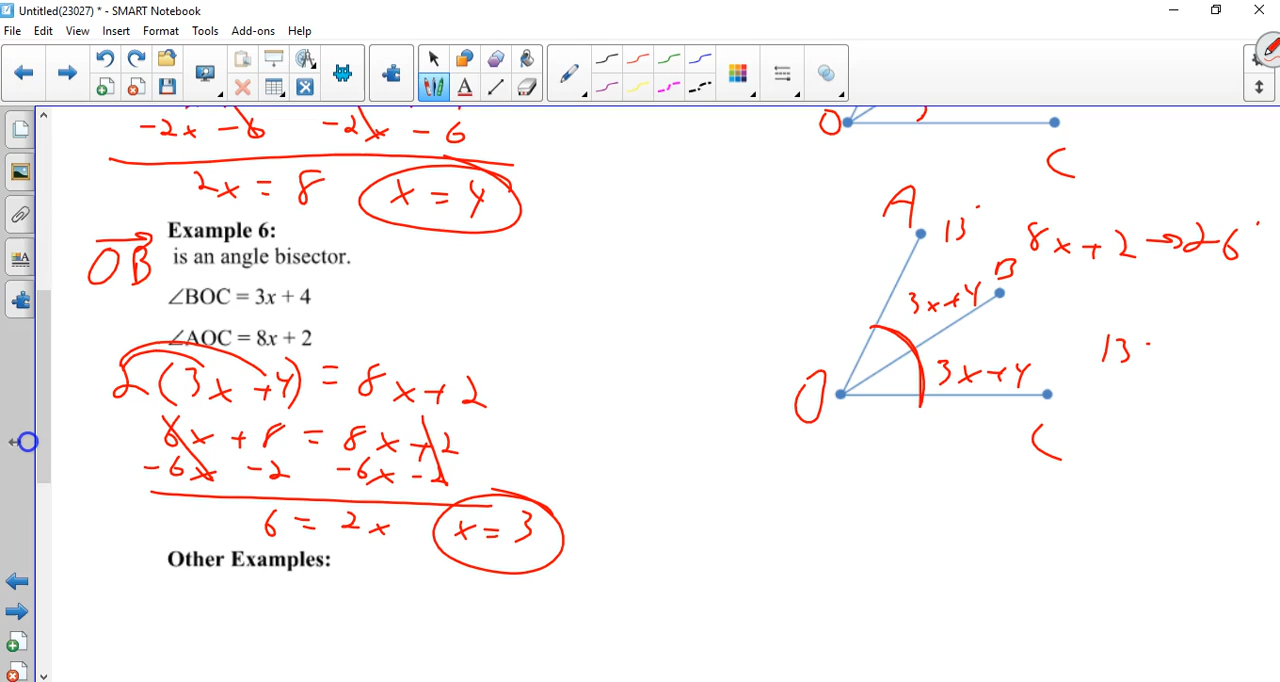 Untitled(23027) * - SMART Notebook
File Edit View Insert Format Tools Add-ons Help
-2x - 6 -2x - 6
2x = 8 x = 4
O
C
Example 6:
OB is an angle bisector.
∠BOC = 3x + 4
∠AOC = 8x + 2
2(3x + 4) = 8x + 2
6x + 8 = 8x + 2
-6x - 2 -6x - 2
6 = 2x x = 3
Other Examples:
A 13°
8x + 2 → 26°
B
3x + 4
13°
3x + 4
O
C